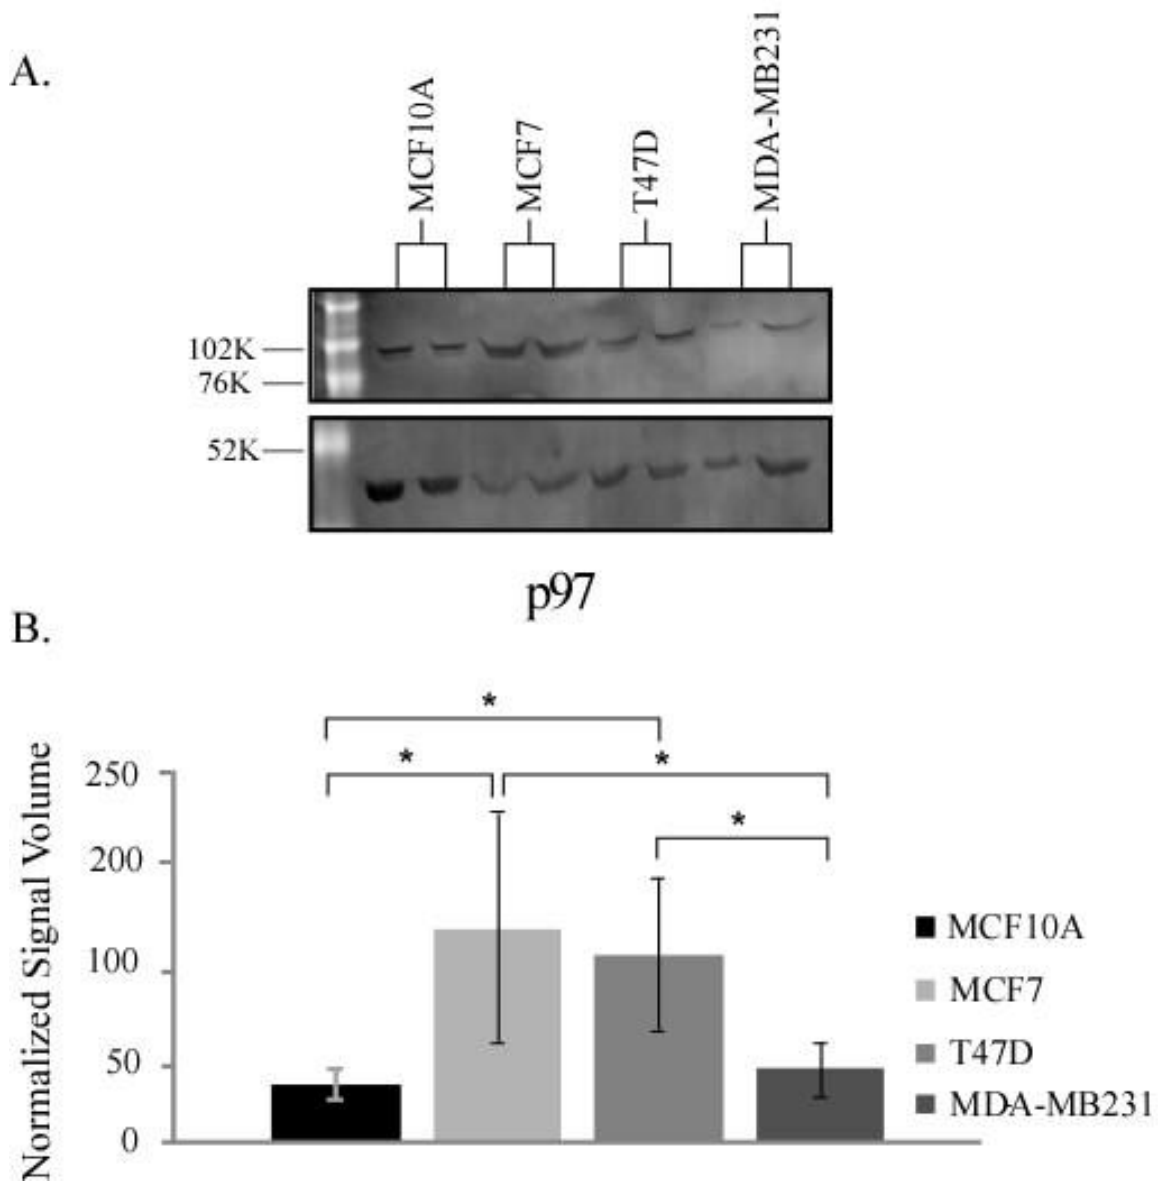 A.
MCF10A
MCF7
T47D
MDA-MB231
102K
76K
52K
p97
B.
*
*
*
*
Normalized Signal Volume
250
200
100
50
0
MCF10A
MCF7
T47D
MDA-MB231